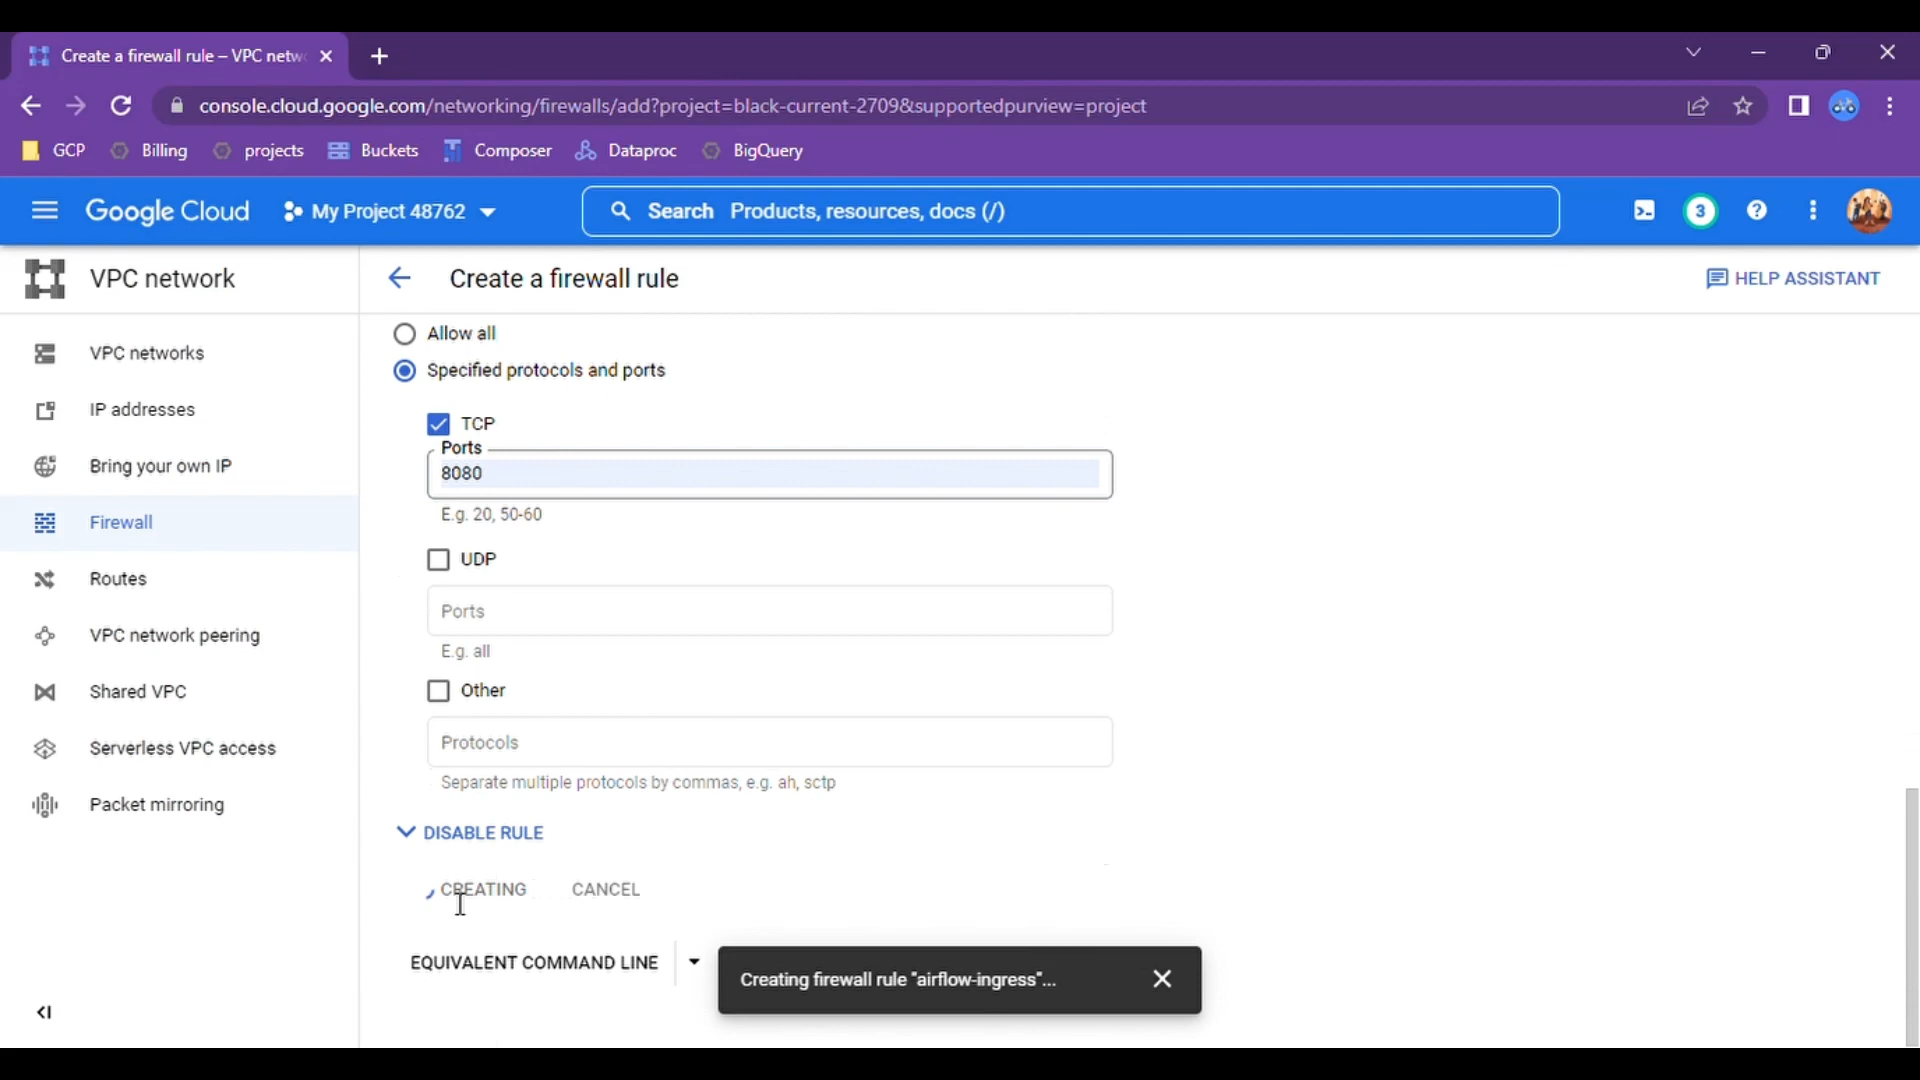 Create a firewall rule – VPC netw
console.cloud.google.com/networking/firewalls/add?project=black-current-2709&supportedpurview=project
GCP Billing projects Buckets Composer Dataproc BigQuery
Google Cloud My Project 48762 Search Products, resources, docs (/) 3
VPC network Create a firewall rule HELP ASSISTANT
Allow all
VPC networks
Specified protocols and ports
IP addresses
TCP
Ports
Bring your own IP
8080
E.g. 20, 50-60
Firewall
UDP
Routes
Ports
VPC network peering
E.g. all
Shared VPC
Other
Serverless VPC access
Protocols
Separate multiple protocols by commas, e.g. ah, sctp
Packet mirroring
DISABLE RULE
CREATING CANCEL
EQUIVALENT COMMAND LINE
Creating firewall rule "airflow-ingress"...